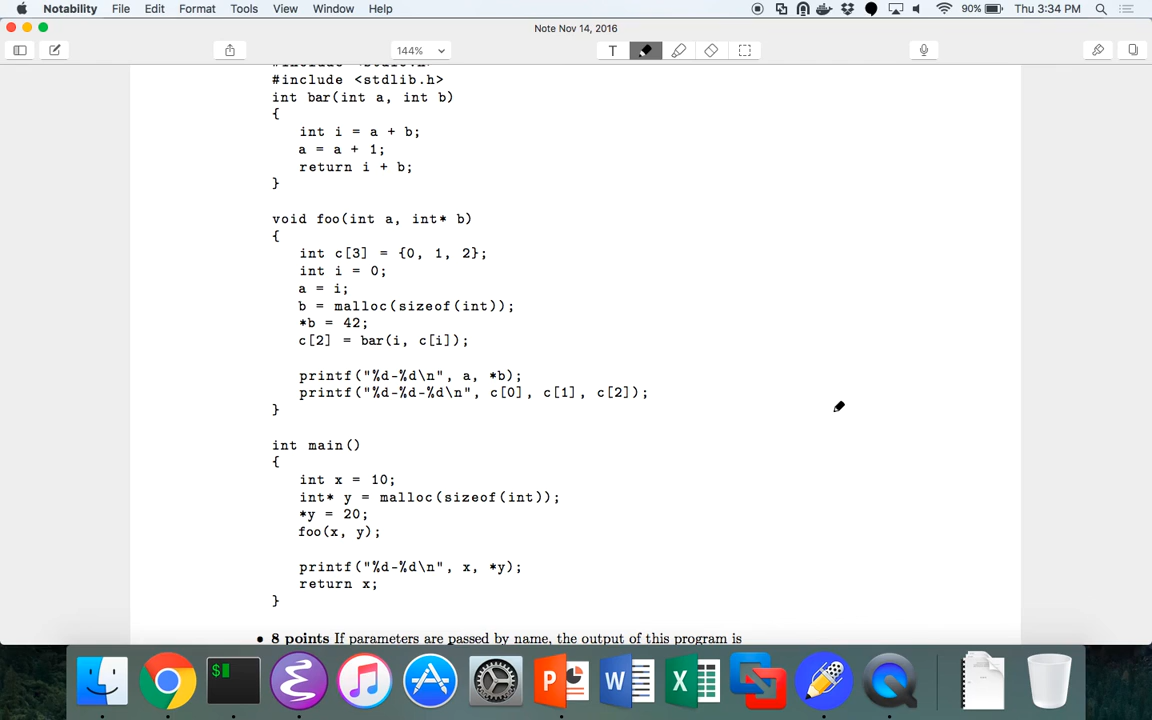 Notability File Edit Format Tools View Window Help 90% Thu 3:34 PM
Note Nov 14, 2016
144% T
#include <stdlib.h>
int bar(int a, int b)
{
int i = a + b;
a = a + 1;
return i + b;
}
void foo(int a, int* b)
{
int c[3] = {0, 1, 2};
int i = 0;
a = i;
b = malloc(sizeof(int));
*b = 42;
c[2] = bar(i, c[i]);
printf("%d-%d\n", a, *b);
printf("%d-%d-%d\n", c[0], c[1], c[2]);
}
int main()
{
int x = 10;
int* y = malloc(sizeof(int));
*y = 20;
foo(x, y);
printf("%d-%d\n", x, *y);
return x;
}
• 8 points If parameters are passed by name, the output of this program is